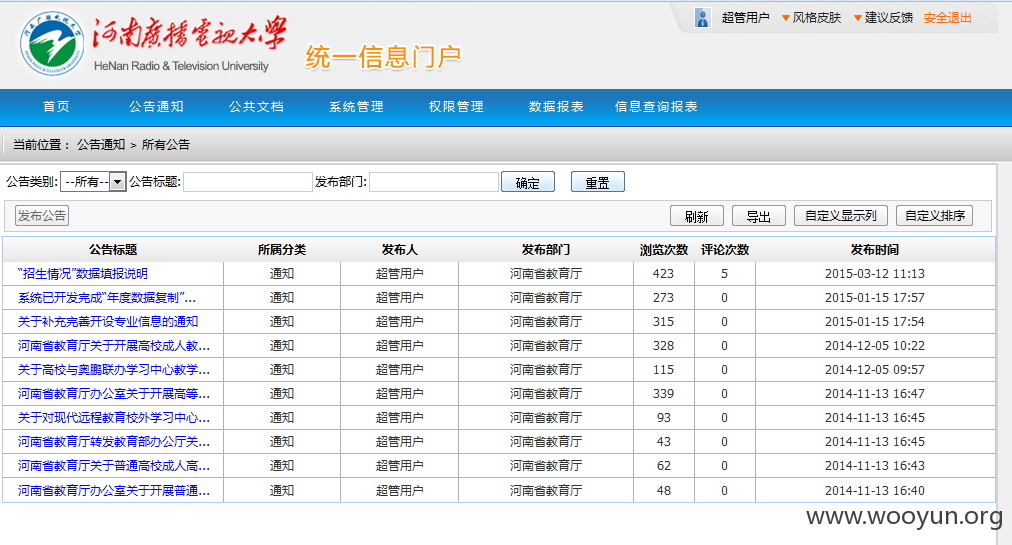 超管用户 风格皮肤 建议反馈 安全退出
河南广播电视大学
HeNan Radio & Television University
统一信息门户
首页 公告通知 公共文档 系统管理 权限管理 数据报表 信息查询报表
当前位置： 公告通知 > 所有公告
公告类别: --所有-- 公告标题: 发布部门: 确定 重置
发布公告 刷新 导出 自定义显示列 自定义排序
公告标题 所属分类 发布人 发布部门 浏览次数 评论次数 发布时间
“招生情况”数据填报说明 通知 超管用户 河南省教育厅 423 5 2015-03-12 11:13
系统已开发完成“年度数据复制”... 通知 超管用户 河南省教育厅 273 0 2015-01-15 17:57
关于补充完善开设专业信息的通知 通知 超管用户 河南省教育厅 315 0 2015-01-15 17:54
河南省教育厅关于开展高校成人教... 通知 超管用户 河南省教育厅 328 0 2014-12-05 10:22
关于高校与奥鹏联办学习中心教学... 通知 超管用户 河南省教育厅 115 0 2014-12-05 09:57
河南省教育厅办公室关于开展高等... 通知 超管用户 河南省教育厅 339 0 2014-11-13 16:47
关于对现代远程教育校外学习中心... 通知 超管用户 河南省教育厅 93 0 2014-11-13 16:45
河南省教育厅转发教育部办公厅关... 通知 超管用户 河南省教育厅 43 0 2014-11-13 16:45
河南省教育厅关于普通高校成人高... 通知 超管用户 河南省教育厅 62 0 2014-11-13 16:43
河南省教育厅办公室关于开展普通... 通知 超管用户 河南省教育厅 48 0 2014-11-13 16:40
www.wooyun.org